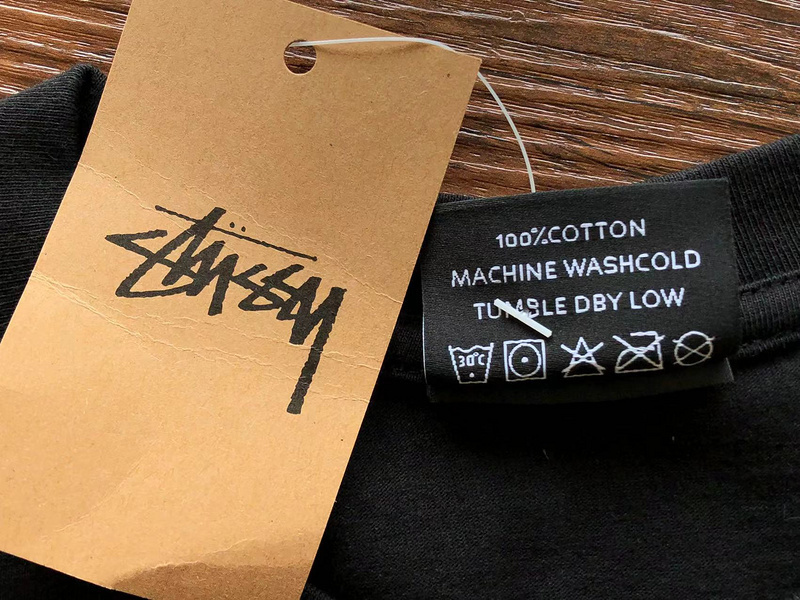 Stüssy
100%COTTON
MACHINE WASHCOLD
TUMBLE DBY LOW
30°C